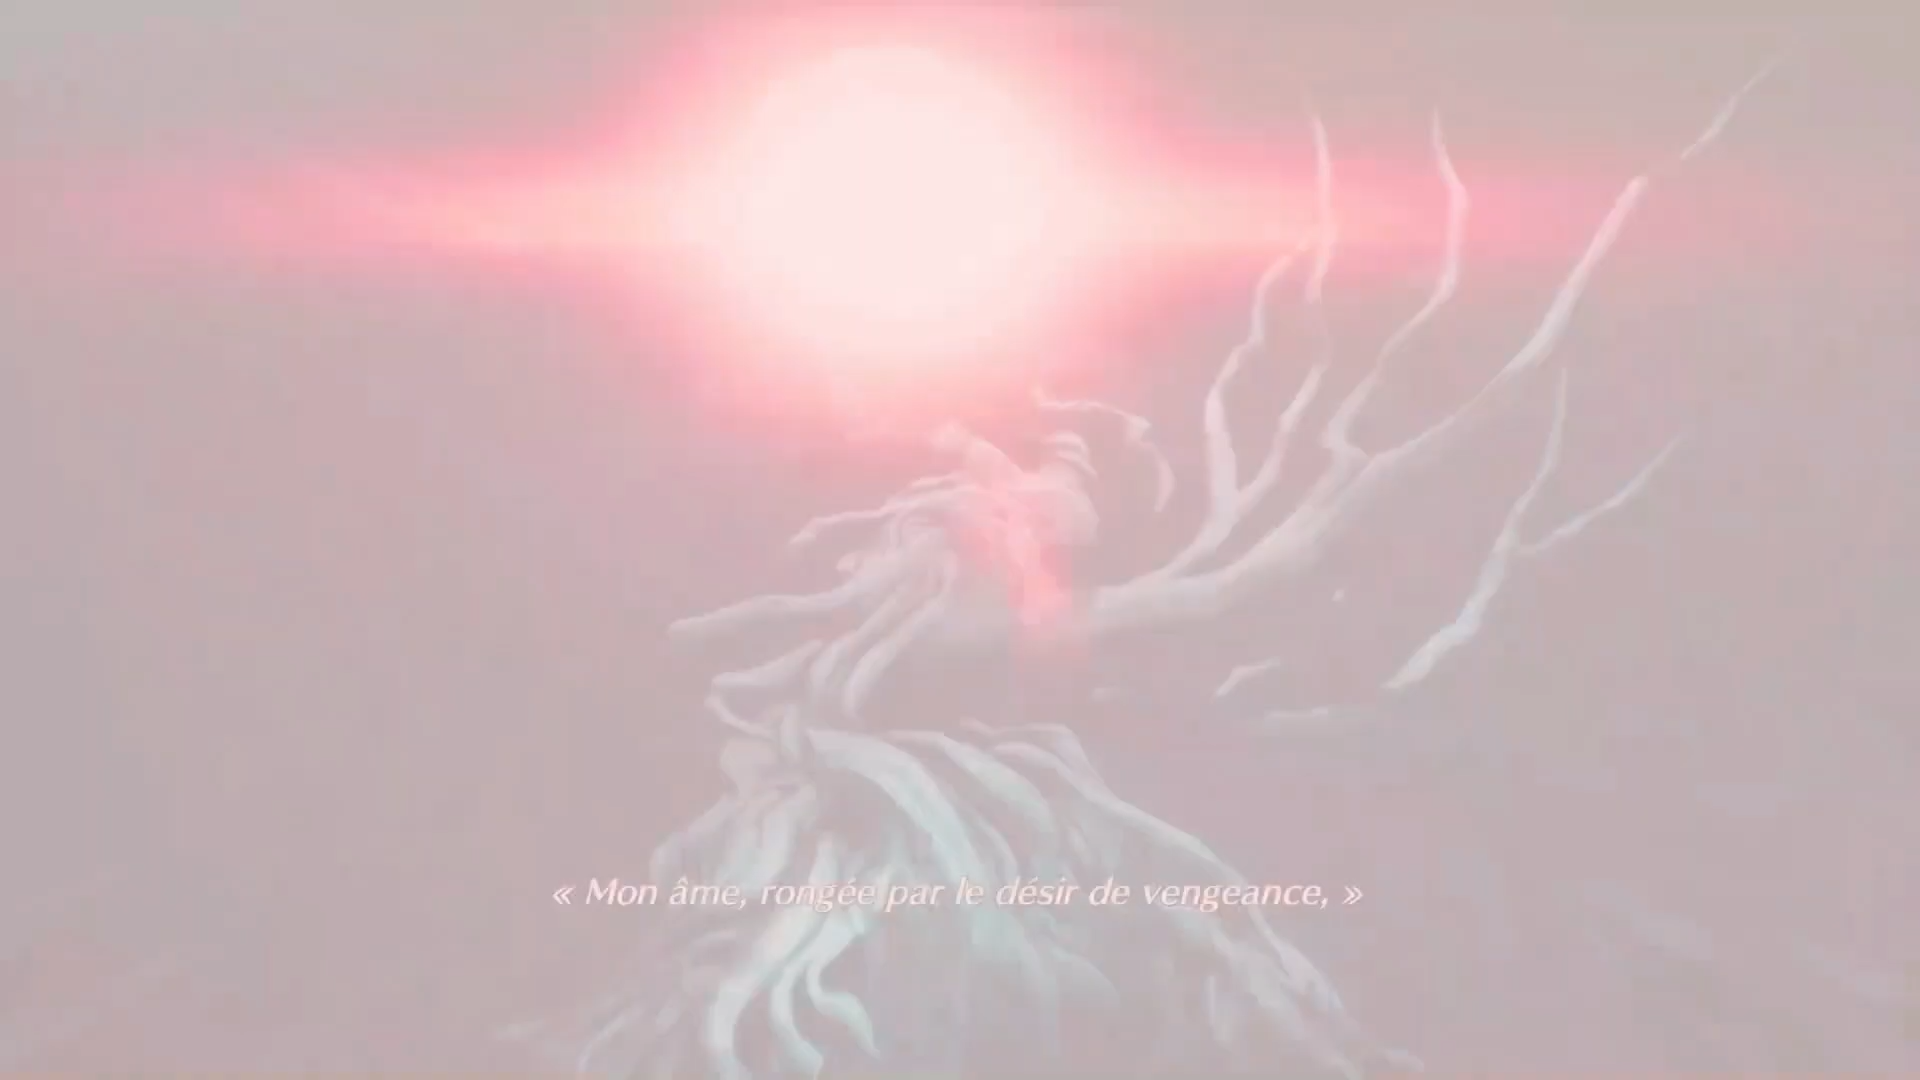 « Mon âme, rongée par le désir de vengeance, »